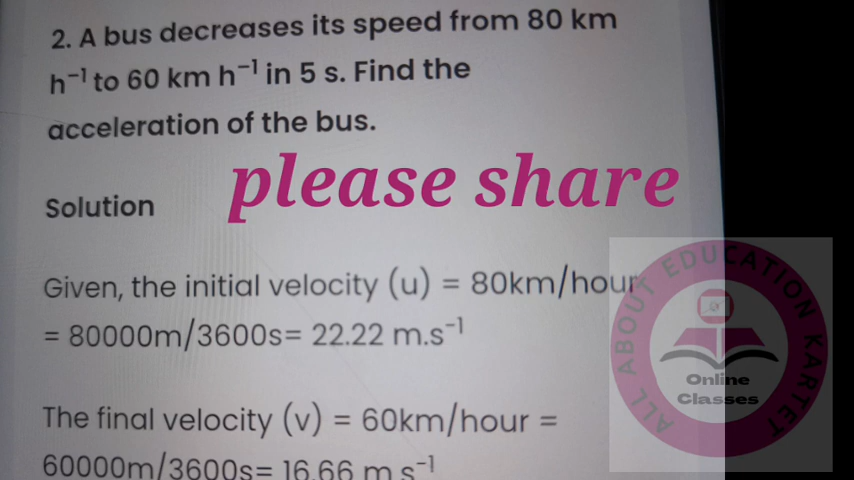 2. A bus decreases its speed from 80 km
h⁻¹ to 60 km h⁻¹ in 5 s. Find the
acceleration of the bus.
please share
Solution
Given, the initial velocity (u) = 80km/hour
= 80000m/3600s= 22.22 m.s⁻¹
The final velocity (v) = 60km/hour =
60000m/3600s= 16.66 m.s⁻¹
ALL ABOUT EDUCATION KARTET
Online
Classes